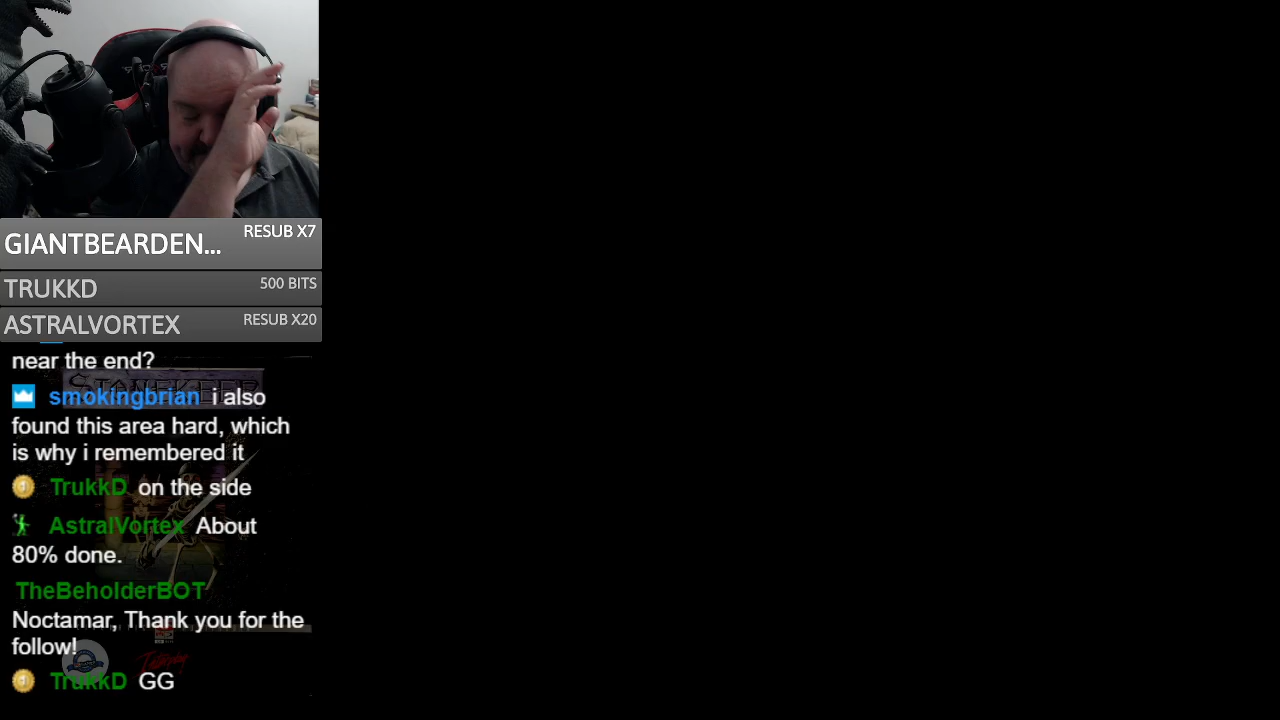 GIANTBEARDEN...
RESUB X7
TRUKKD
500 BITS
ASTRALVORTEX
RESUB X20
near the end?
STONEKEEP
smokingbrian i also
found this area hard, which
is why i remembered it
TrukkD on the side
AstralVortex About
80% done.
TheBeholderBOT
Noctamar, Thank you for the
follow!
Interplay
TrukkD GG